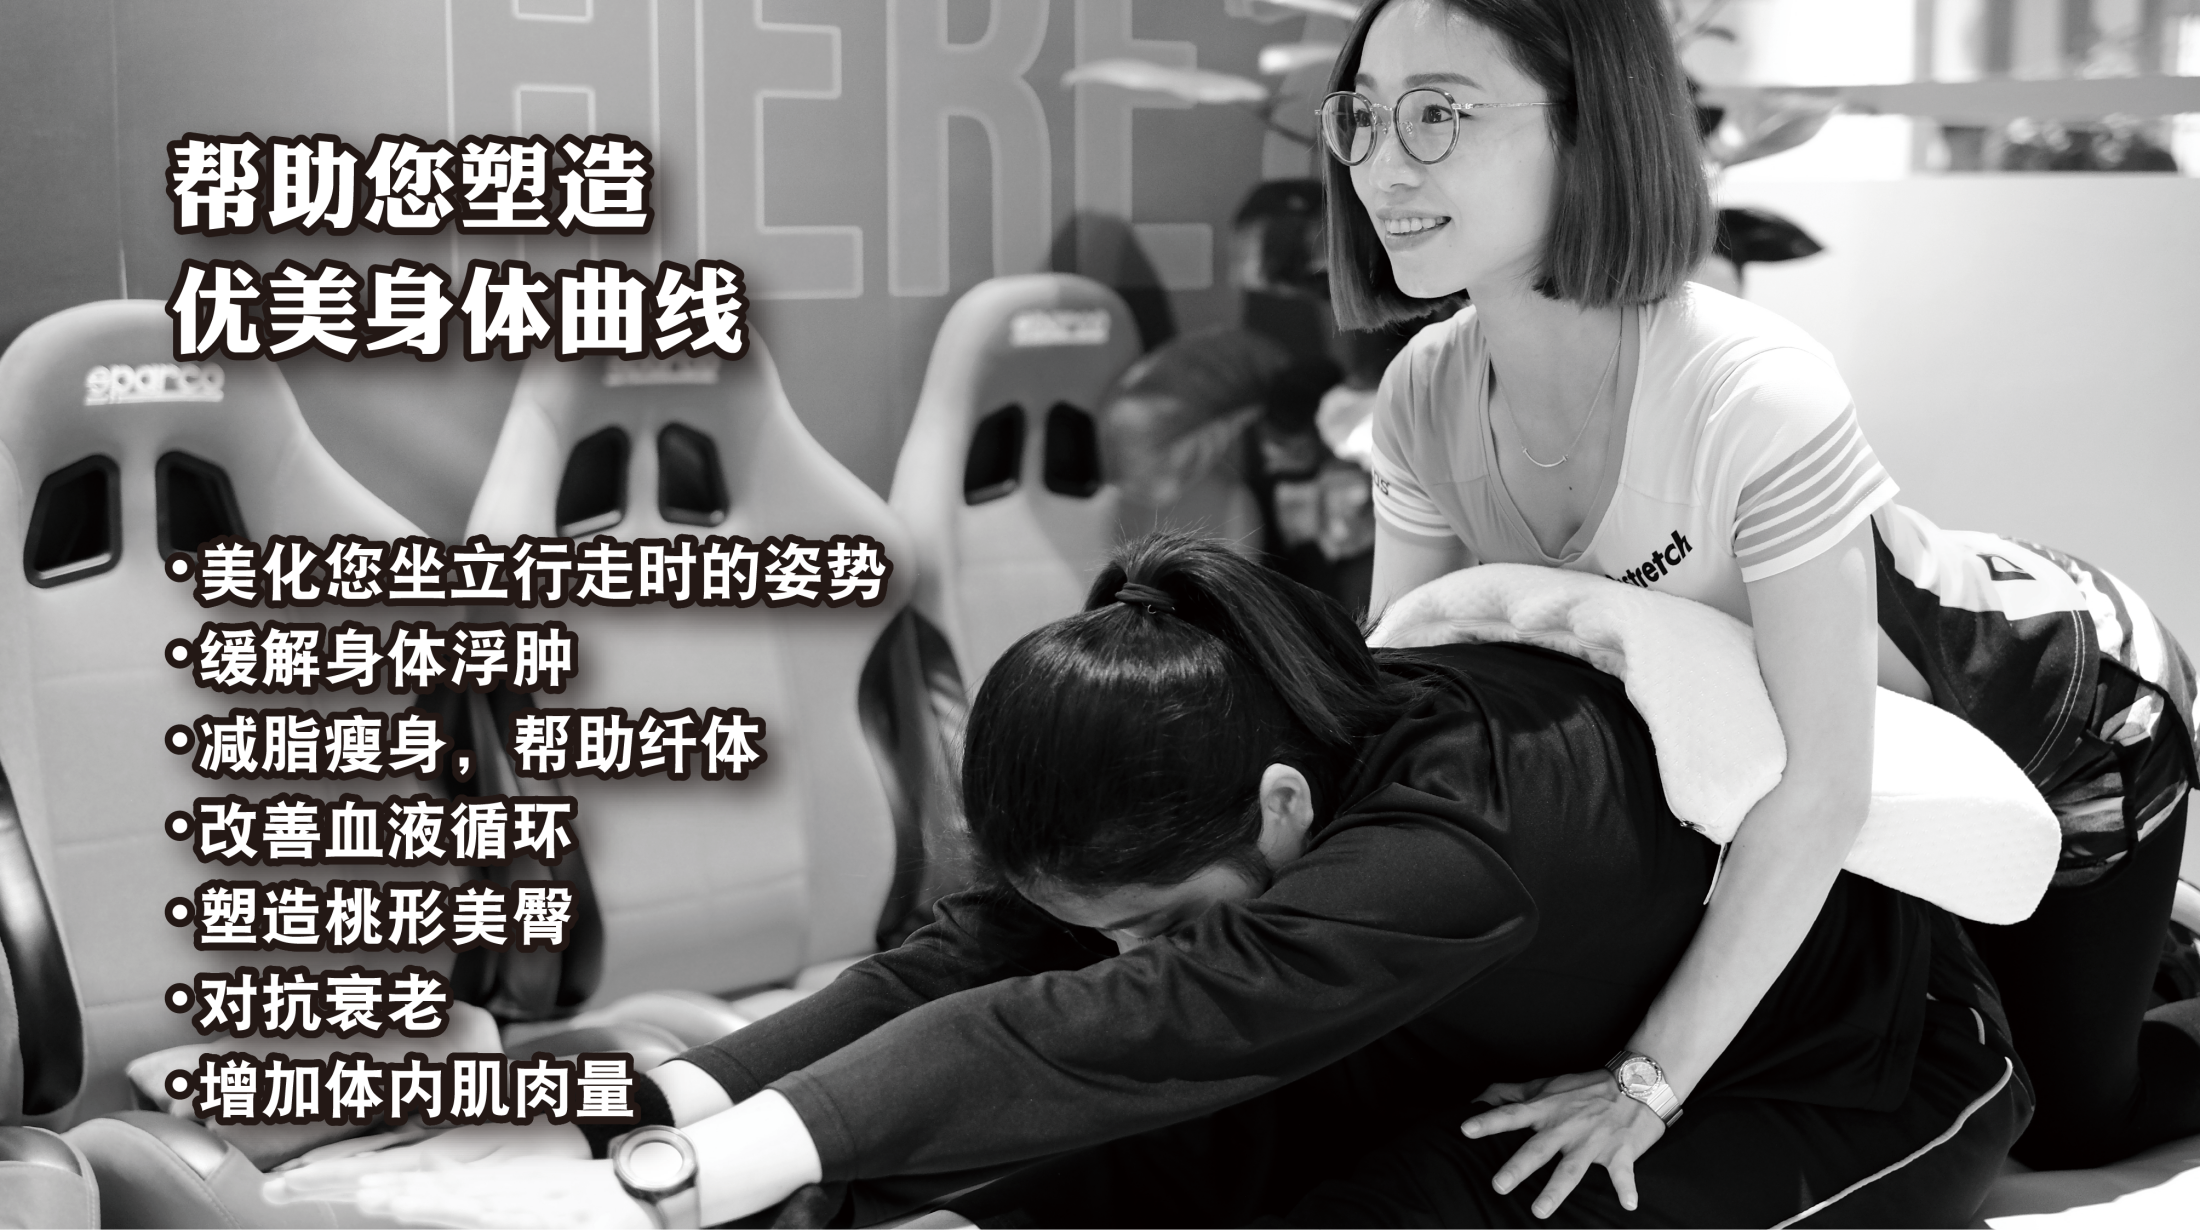 HERE
帮助您塑造
优美身体曲线
sparco
sparco
·美化您坐立行走时的姿势
·缓解身体浮肿
·减脂瘦身，帮助纤体
·改善血液循环
·塑造桃形美臀
·对抗衰老
·增加体内肌肉量